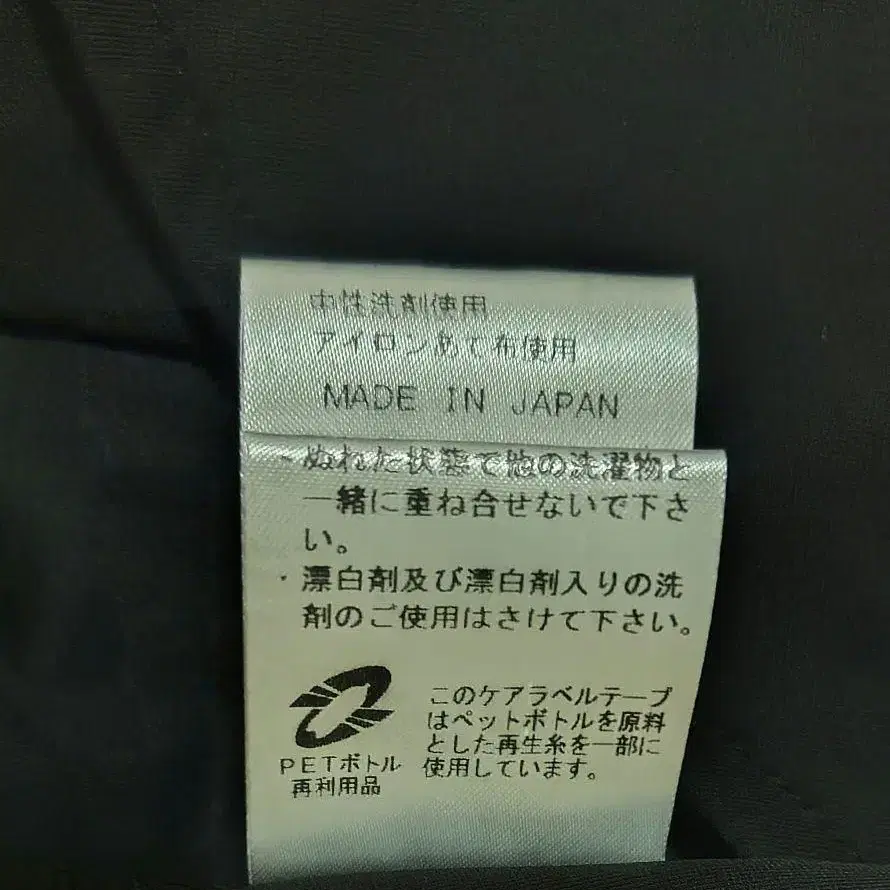 中性洗剤使用
アイロンあて布使用
MADE IN JAPAN
・ぬれた状態で他の洗濯物と
一緒に重ね合せないで下さ
い。
・漂白剤及び漂白剤入りの洗
剤のご使用はさけて下さい。
PETボトル
再利用品
このケアラベルテープ
はペットボトルを原料
とした再生糸を一部に
使用しています。